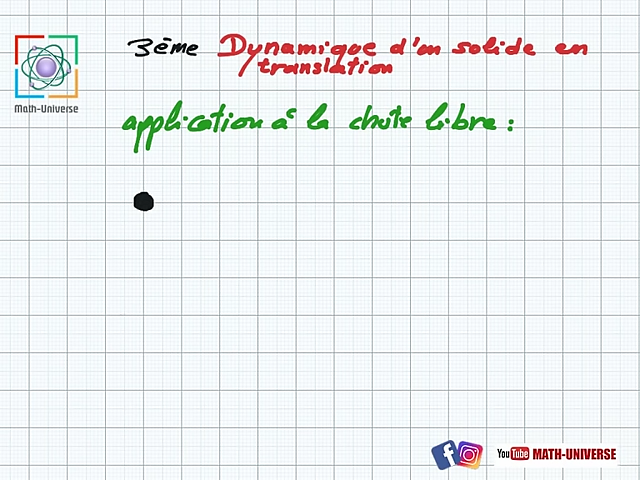 3ème Dynamique d'un solide en
translation
Math-Universe
application à la chute libre :
YouTube MATH-UNIVERSE